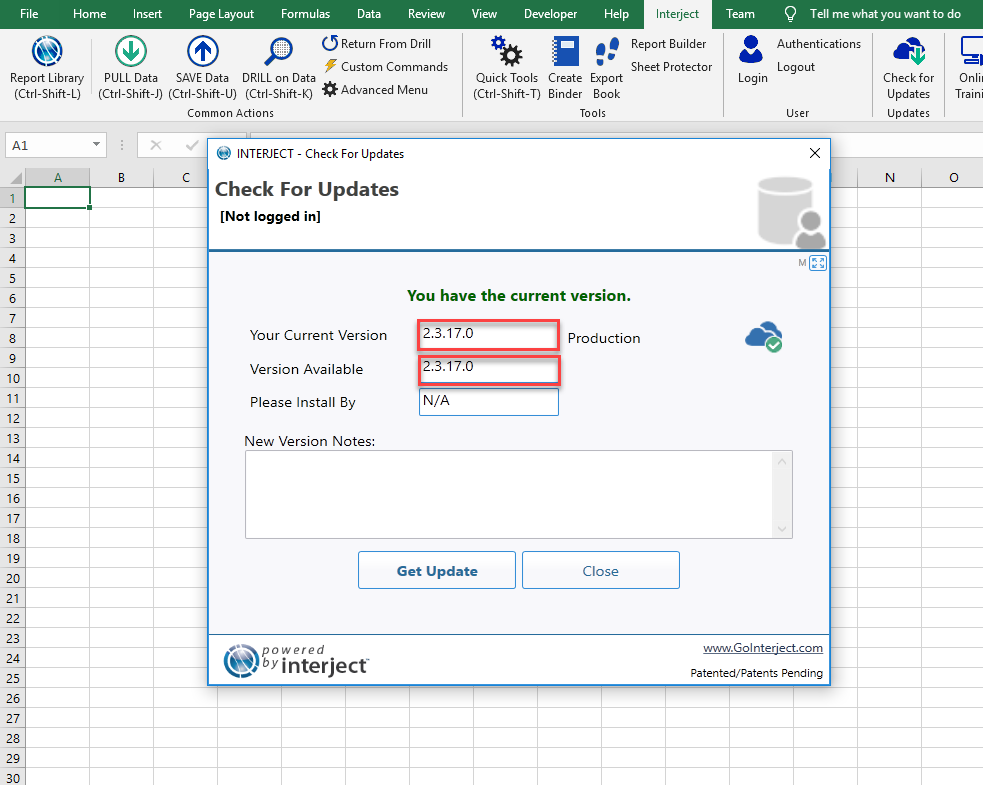 File Home Insert Page Layout Formulas Data Review View Developer Help Interject Team Tell me what you want to do
Report Library
(Ctrl-Shift-L)
PULL Data
(Ctrl-Shift-J)
SAVE Data
(Ctrl-Shift-U)
DRILL on Data
(Ctrl-Shift-K)
Return From Drill
Custom Commands
Advanced Menu
Common Actions
Quick Tools
(Ctrl-Shift-T)
Create
Binder
Export
Book
Report Builder
Sheet Protector
Tools
Login
Authentications
Logout
User
Check for
Updates
Updates
Onli
Traini
A1
A B C N O
1
2
3
4
5
6
7
8
9
10
11
12
13
14
15
16
17
18
19
20
21
22
23
24
25
26
27
28
29
30
INTERJECT - Check For Updates
Check For Updates
[Not logged in]
M
You have the current version.
Your Current Version 2.3.17.0 Production
Version Available 2.3.17.0
Please Install By N/A
New Version Notes:
Get Update Close
powered
by interject™
www.GoInterject.com
Patented/Patents Pending